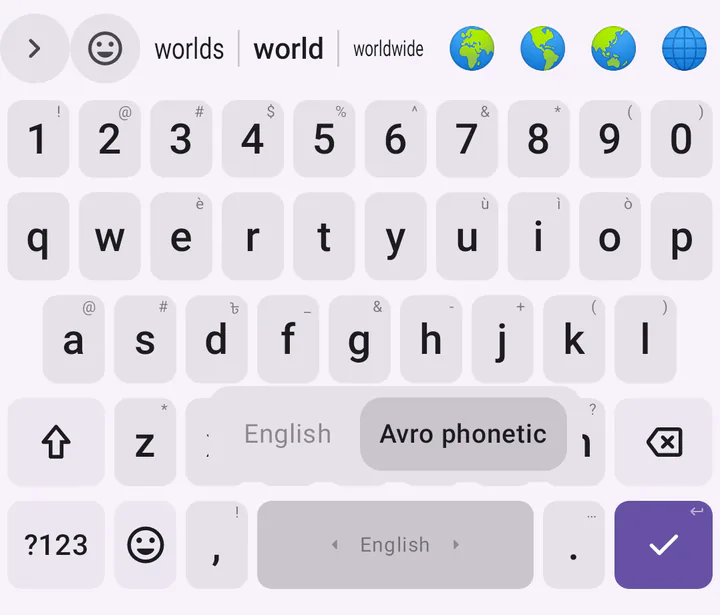 worlds world worldwide
! @ # $ % ^ & * ( )
1 2 3 4 5 6 7 8 9 0
è ù ì ò
q w e r t y u i o p
@ # _ & - + ( )
a s d f g h j k l
* ?
z English Avro phonetic
! …
?123 , English .